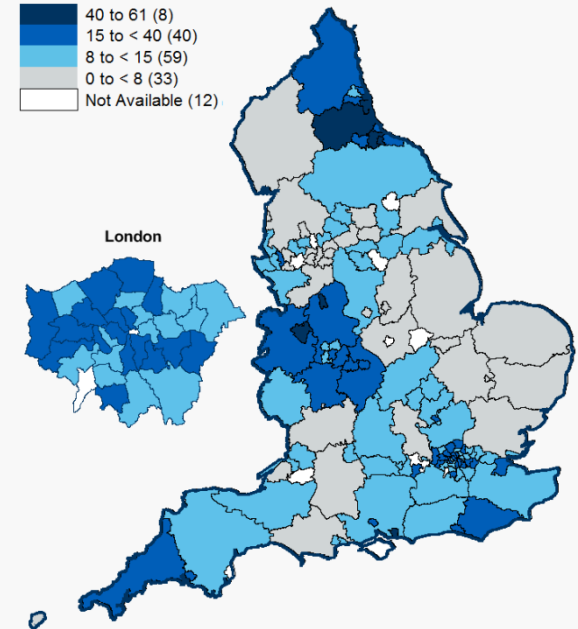 40 to 61 (8)
15 to < 40 (40)
8 to < 15 (59)
0 to < 8 (33)
Not Available (12)
London